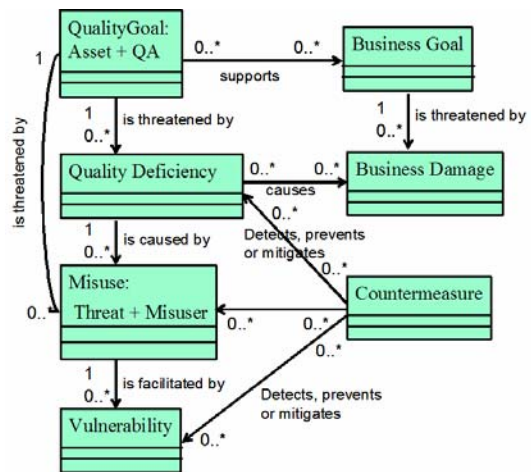 QualityGoal:
Asset + QA
1
0..*
0..*
supports
Business Goal
1
0..*
is threatened by
1
0..*
is threatened by
is threatened by
Quality Deficiency
0..*
0..*
causes
Business Damage
0..*
1
0..*
is caused by
Detects, prevents
or mitigates
0..*
Misuse:
Threat + Misuser
0..*
0..*
0..*
0..*
Countermeasure
1
0..*
is facilitated by
Detects, prevents
or mitigates
Vulnerability
0..*